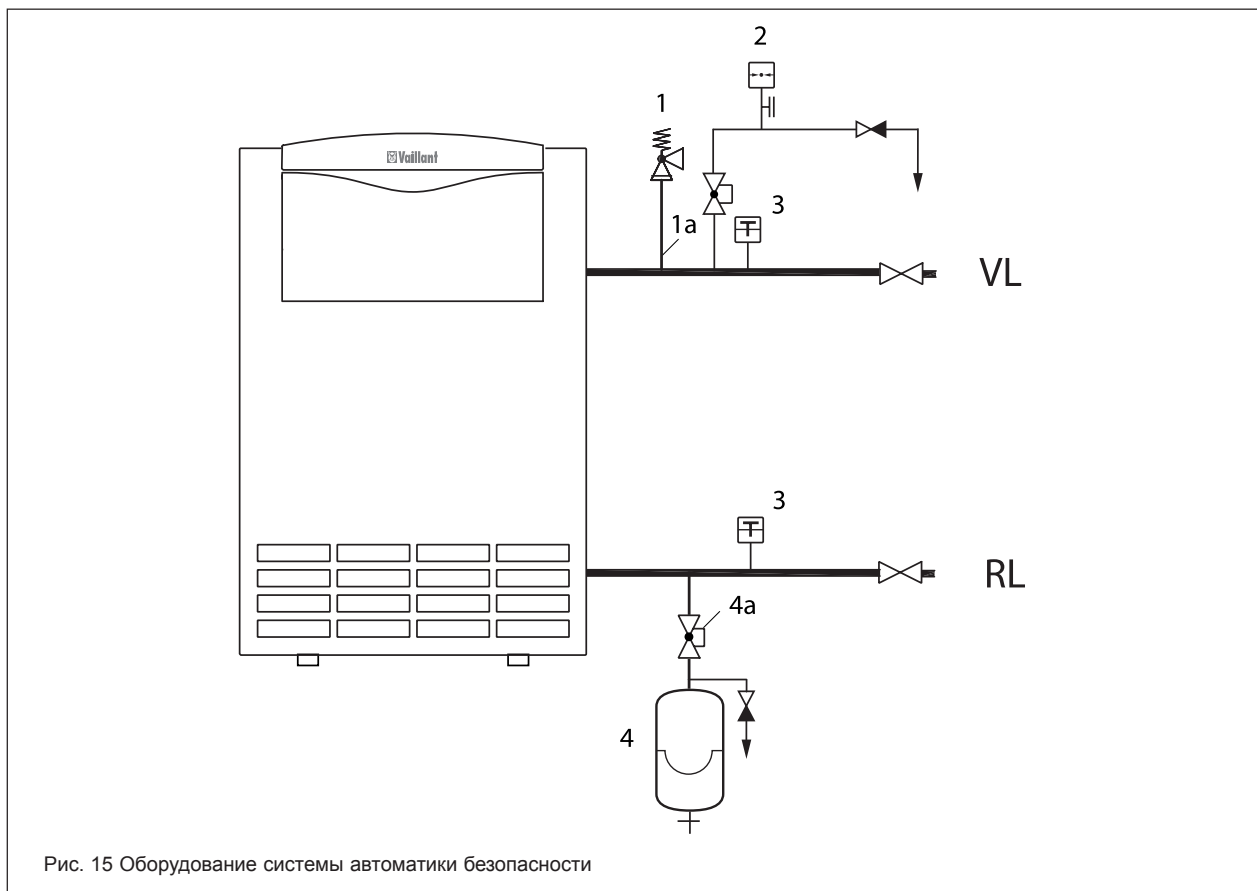 2
1
Vaillant
3
1a
VL
3
RL
4a
4
Рис. 15 Оборудование системы автоматики безопасности